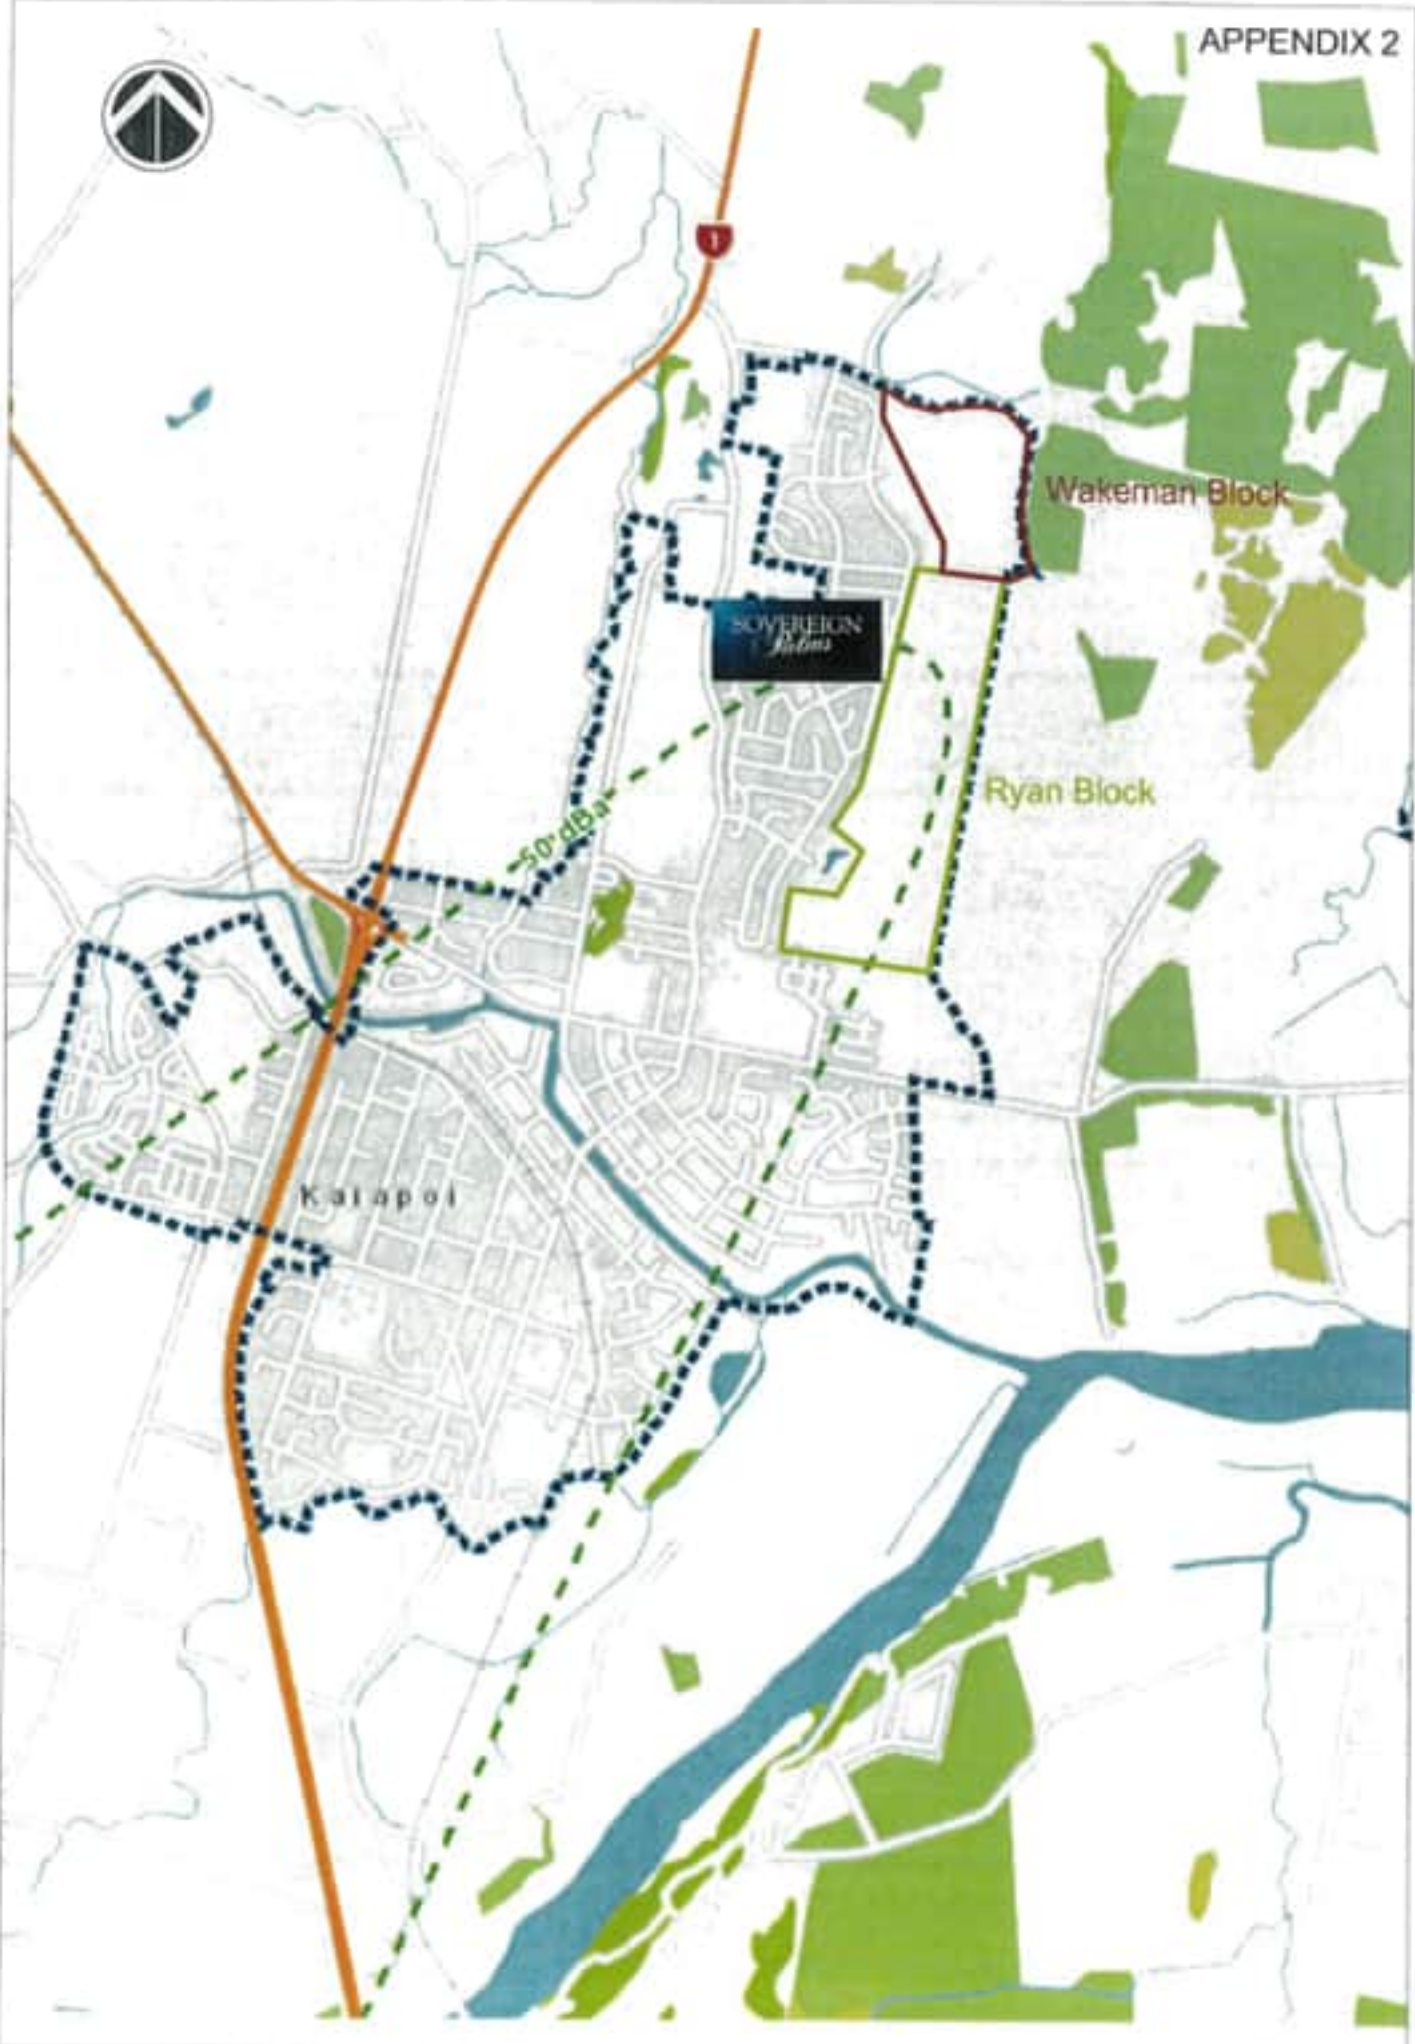 APPENDIX 2
1
Wakeman Block
SOVEREIGN
Palms
Ryan Block
50 dBa
Kaiapoi